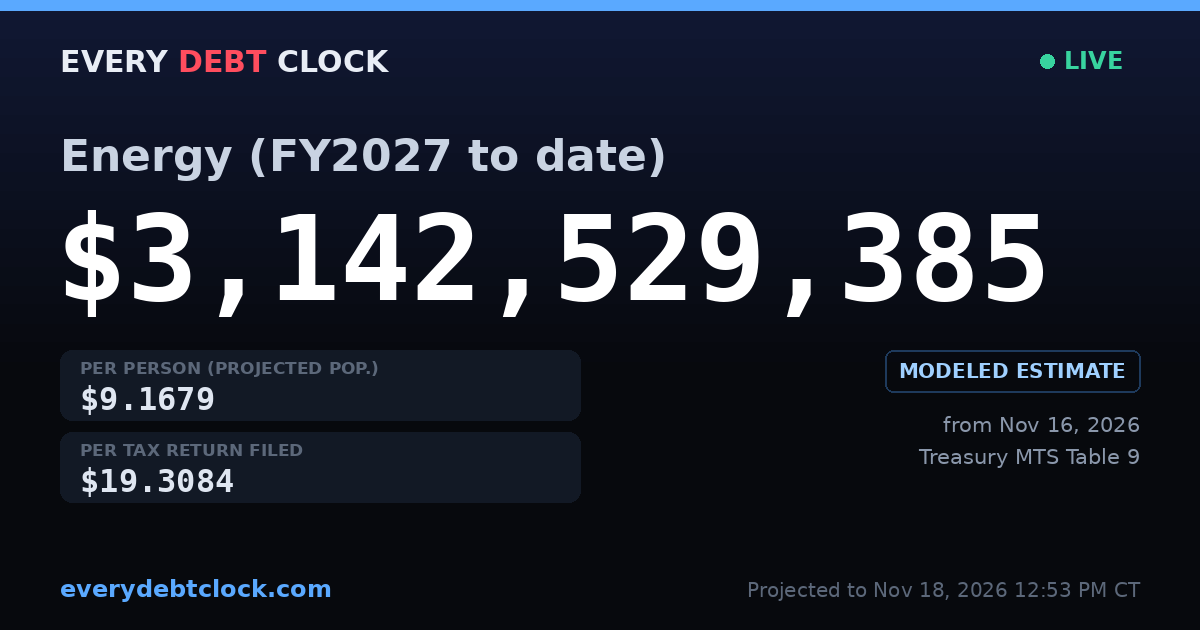 EVERY DEBT CLOCK
LIVE
Energy (FY2027 to date)
$3,142,529,385
PER PERSON (PROJECTED POP.)
$9.1679
PER TAX RETURN FILED
$19.3084
MODELED ESTIMATE
from Nov 16, 2026
Treasury MTS Table 9
everydebtclock.com
Projected to Nov 18, 2026 12:53 PM CT